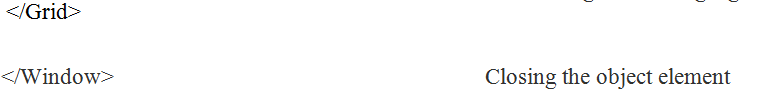 </Grid>
</Window> Closing the object element